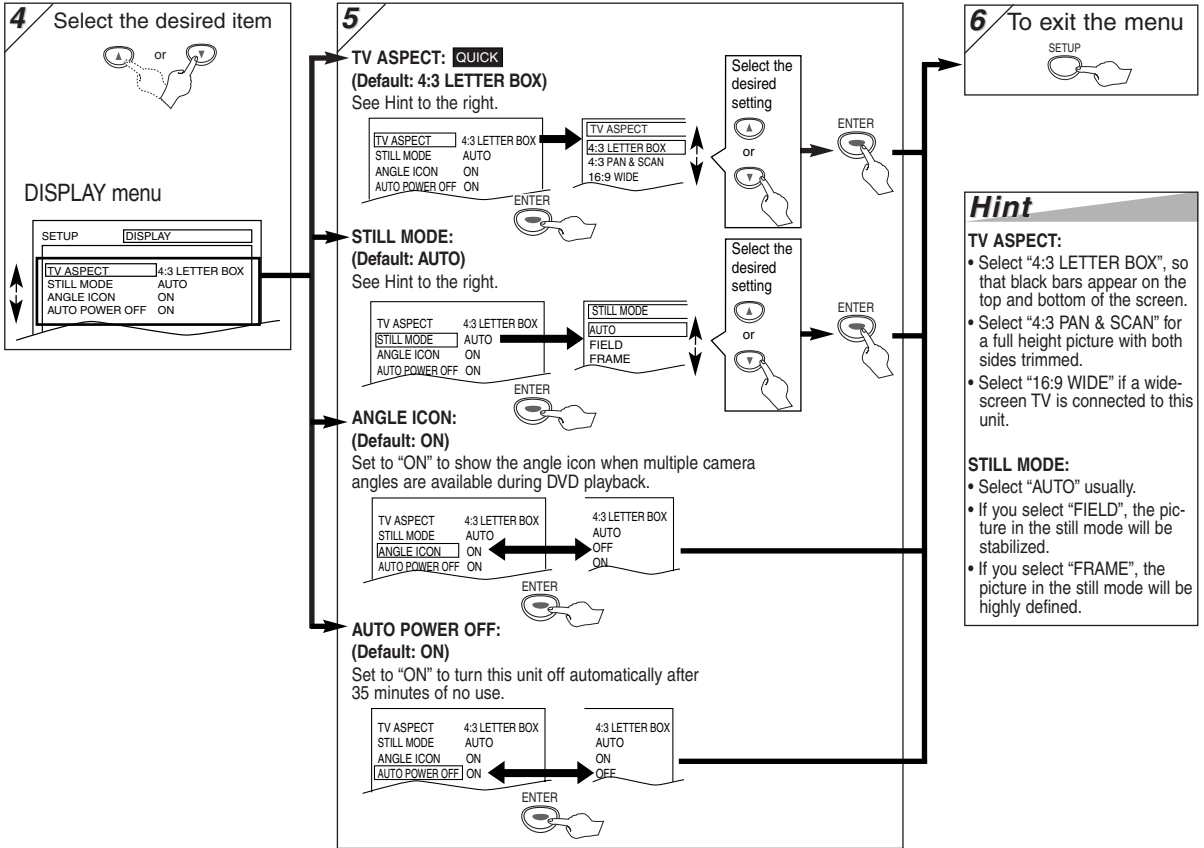 4 Select the desired item
or
DISPLAY menu
SETUP DISPLAY
TV ASPECT 4:3 LETTER BOX
STILL MODE AUTO
ANGLE ICON ON
AUTO POWER OFF ON
5
TV ASPECT: QUICK
(Default: 4:3 LETTER BOX)
See Hint to the right.
TV ASPECT 4:3 LETTER BOX
STILL MODE AUTO
ANGLE ICON ON
AUTO POWER OFF ON
ENTER
TV ASPECT
4:3 LETTER BOX
4:3 PAN & SCAN
16:9 WIDE
Select the
desired
setting
or
ENTER
STILL MODE:
(Default: AUTO)
See Hint to the right.
TV ASPECT 4:3 LETTER BOX
STILL MODE AUTO
ANGLE ICON ON
AUTO POWER OFF ON
ENTER
STILL MODE
AUTO
FIELD
FRAME
Select the
desired
setting
or
ENTER
ANGLE ICON:
(Default: ON)
Set to “ON” to show the angle icon when multiple camera
angles are available during DVD playback.
TV ASPECT 4:3 LETTER BOX
STILL MODE AUTO
ANGLE ICON ON
AUTO POWER OFF ON
4:3 LETTER BOX
AUTO
OFF
ON
ENTER
AUTO POWER OFF:
(Default: ON)
Set to “ON” to turn this unit off automatically after
35 minutes of no use.
TV ASPECT 4:3 LETTER BOX
STILL MODE AUTO
ANGLE ICON ON
AUTO POWER OFF ON
4:3 LETTER BOX
AUTO
ON
OFF
ENTER
6 To exit the menu
SETUP
Hint
TV ASPECT:
• Select “4:3 LETTER BOX”, so
that black bars appear on the
top and bottom of the screen.
• Select “4:3 PAN & SCAN” for
a full height picture with both
sides trimmed.
• Select “16:9 WIDE” if a wide-
screen TV is connected to this
unit.
STILL MODE:
• Select “AUTO” usually.
• If you select “FIELD”, the pic-
ture in the still mode will be
stabilized.
• If you select “FRAME”, the
picture in the still mode will be
highly defined.